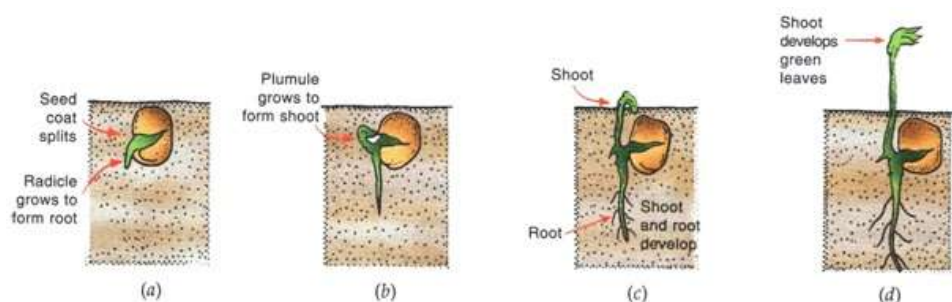 Seed
coat
splits
Radicle
grows to
form root
(a)
Plumule
grows to
form shoot
(b)
Shoot
Root
Shoot
and root
develop
(c)
Shoot
develops
green
leaves
(d)